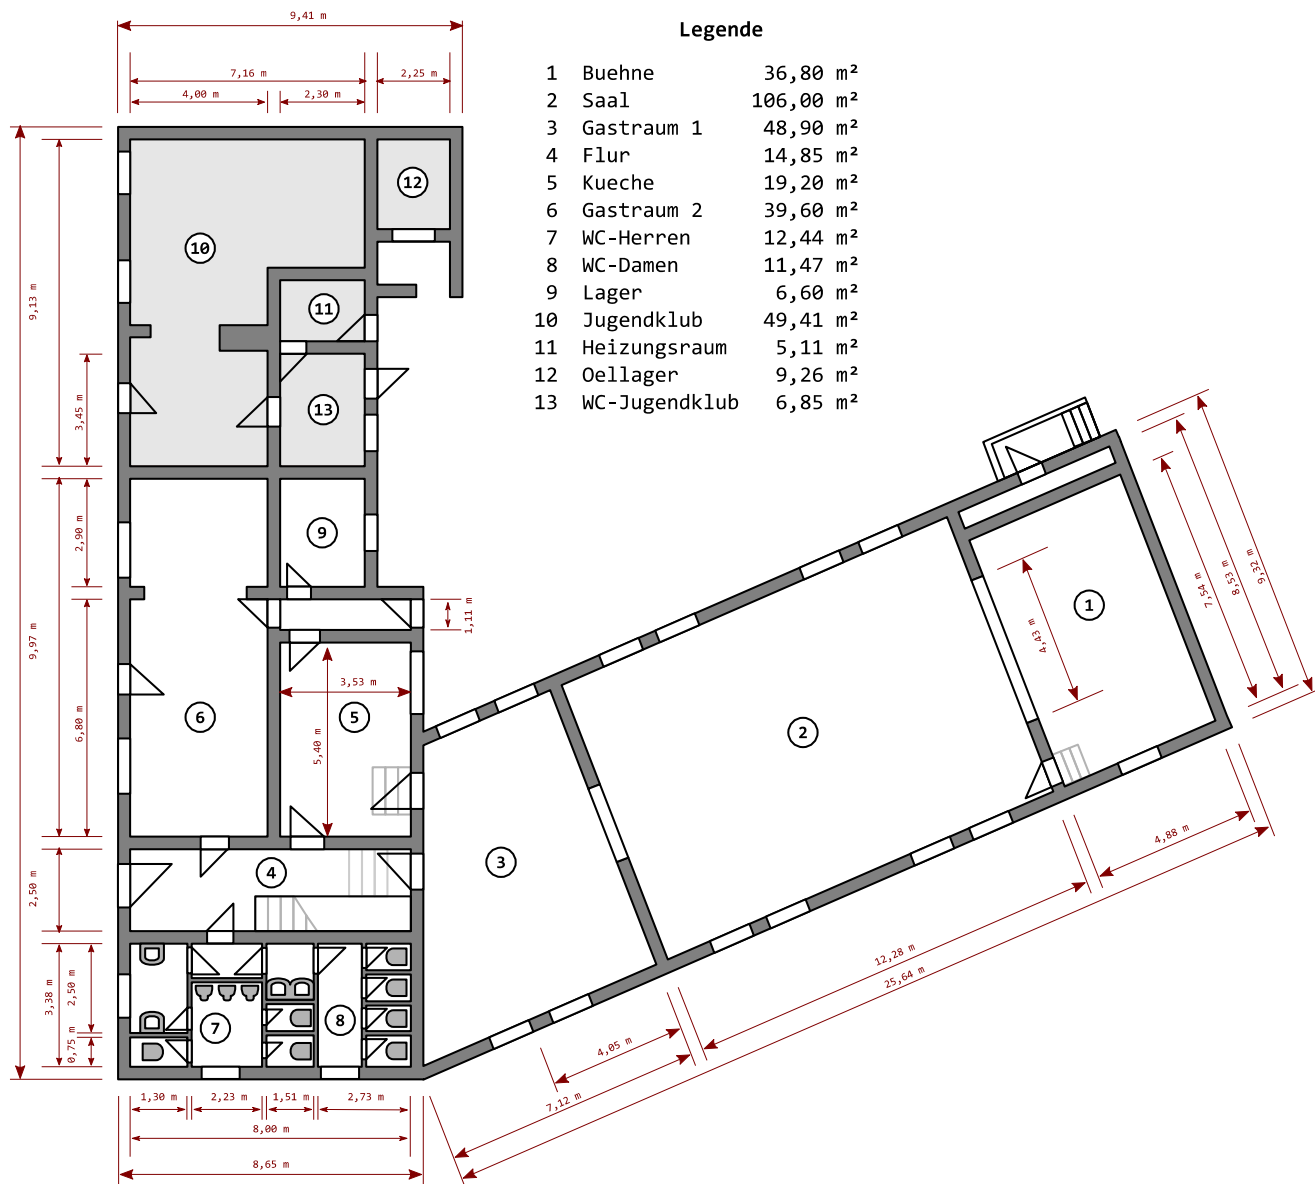 9,41 m
Legende
7,16 m
2,25 m
4,00 m
2,30 m
1 Buehne 36,80 m²
2 Saal 106,00 m²
3 Gastraum 1 48,90 m²
4 Flur 14,85 m²
5 Kueche 19,20 m²
6 Gastraum 2 39,60 m²
7 WC-Herren 12,44 m²
8 WC-Damen 11,47 m²
9 Lager 6,60 m²
10 Jugendklub 49,41 m²
11 Heizungsraum 5,11 m²
12 Oellager 9,26 m²
13 WC-Jugendklub 6,85 m²
12
10
11
9,13 m
13
3,45 m
9
2,90 m
1,11 m
9,97 m
6,80 m
3,53 m
5,40 m
5
6
1
4,43 m
7,54 m
8,53 m
9,32 m
2
3
4
2,50 m
3,38 m
2,50 m
0,75 m
7
8
4,88 m
12,28 m
25,64 m
4,05 m
7,12 m
1,30 m
2,23 m
1,51 m
2,73 m
8,00 m
8,65 m